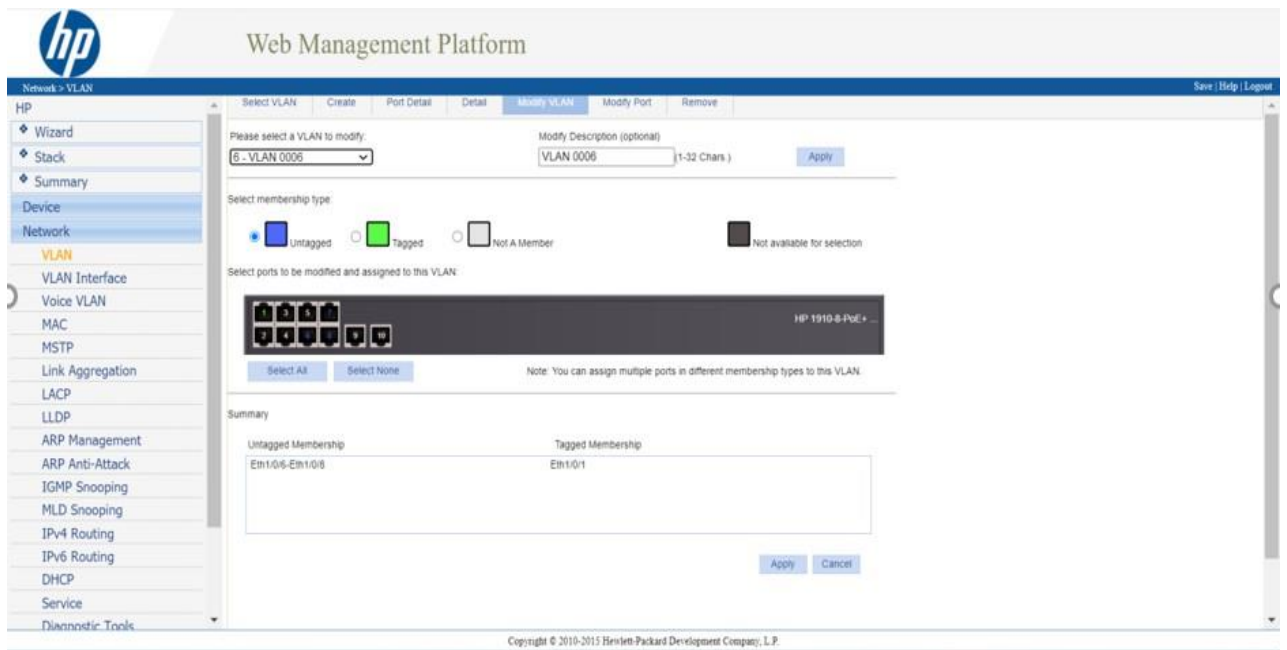 hp
Web Management Platform
Network > VLAN
Save | Help | Logout
HP
Wizard
Stack
Summary
Device
Network
VLAN
VLAN Interface
Voice VLAN
MAC
MSTP
Link Aggregation
LACP
LLDP
ARP Management
ARP Anti-Attack
IGMP Snooping
MLD Snooping
IPv4 Routing
IPv6 Routing
DHCP
Service
Diagnostic Tools
Select VLAN Create Port Detail Detail Modify VLAN Modify Port Remove
Please select a VLAN to modify: Modify Description (optional)
6 - VLAN 0006 VLAN 0006 (1-32 Chars.) Apply
Select membership type:
Untagged Tagged Not A Member Not avaliable for selection
Select ports to be modified and assigned to this VLAN:
1 3 5 7 HP 1910-8-PoE+ ...
2 4 9 10
Select All Select None Note: You can assign multiple ports in different membership types to this VLAN.
Summary
Untagged Membership Tagged Membership
Eth1/0/6-Eth1/0/8 Eth1/0/1
Apply Cancel
Copyright © 2010-2015 Hewlett-Packard Development Company, L.P.